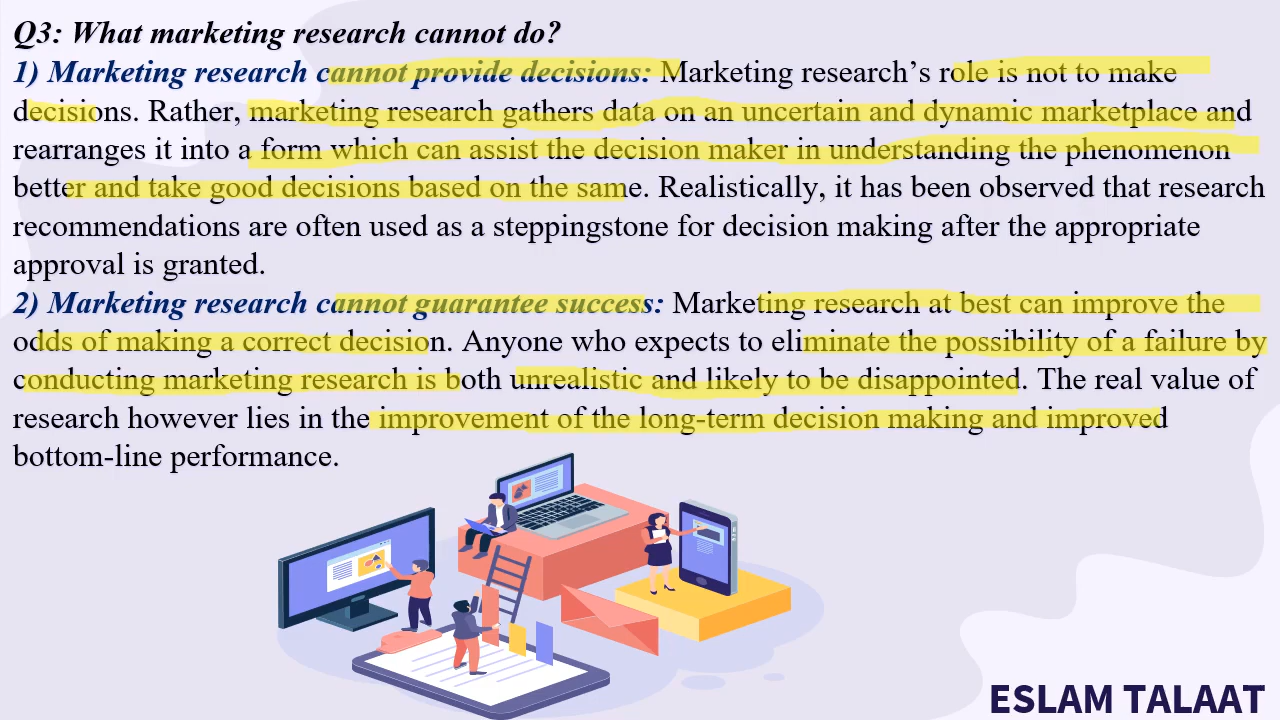 Q3: What marketing research cannot do?
1) Marketing research cannot provide decisions: Marketing research’s role is not to make
decisions. Rather, marketing research gathers data on an uncertain and dynamic marketplace and
rearranges it into a form which can assist the decision maker in understanding the phenomenon
better and take good decisions based on the same. Realistically, it has been observed that research
recommendations are often used as a steppingstone for decision making after the appropriate
approval is granted.
2) Marketing research cannot guarantee success: Marketing research at best can improve the
odds of making a correct decision. Anyone who expects to eliminate the possibility of a failure by
conducting marketing research is both unrealistic and likely to be disappointed. The real value of
research however lies in the improvement of the long-term decision making and improved
bottom-line performance.
ESLAM TALAAT